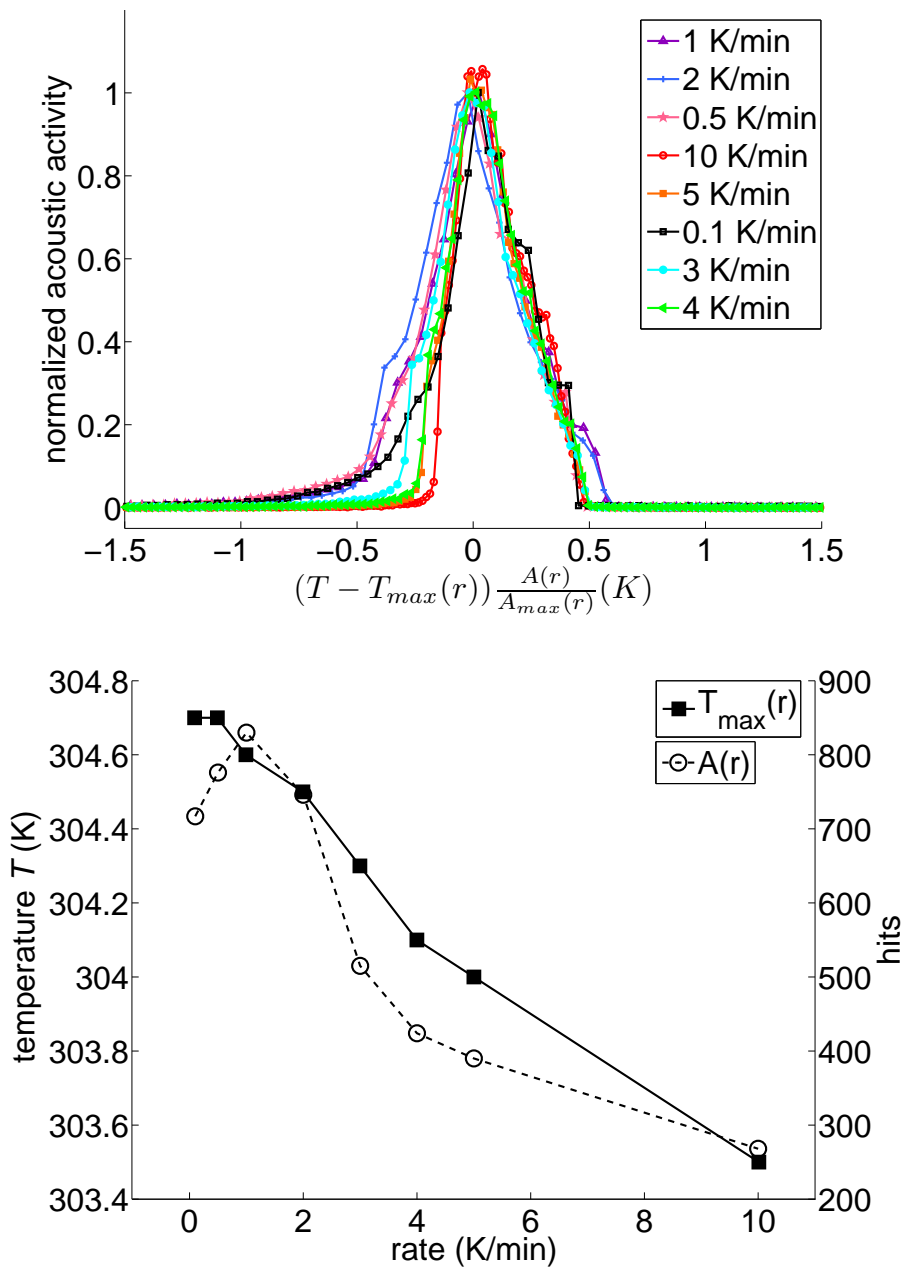 normalized acoustic activity
1
0.8
0.6
0.4
0.2
0
−1.5 −1 −0.5 0 0.5 1 1.5
(T − T_max(r)) A(r)/A_max(r) (K)
1 K/min
2 K/min
0.5 K/min
10 K/min
5 K/min
0.1 K/min
3 K/min
4 K/min
temperature T (K)
304.8
304.6
304.4
304.2
304
303.8
303.6
303.4
0 2 4 6 8 10
rate (K/min)
900
800
700
600
500
400
300
200
hits
T_max(r)
A(r)